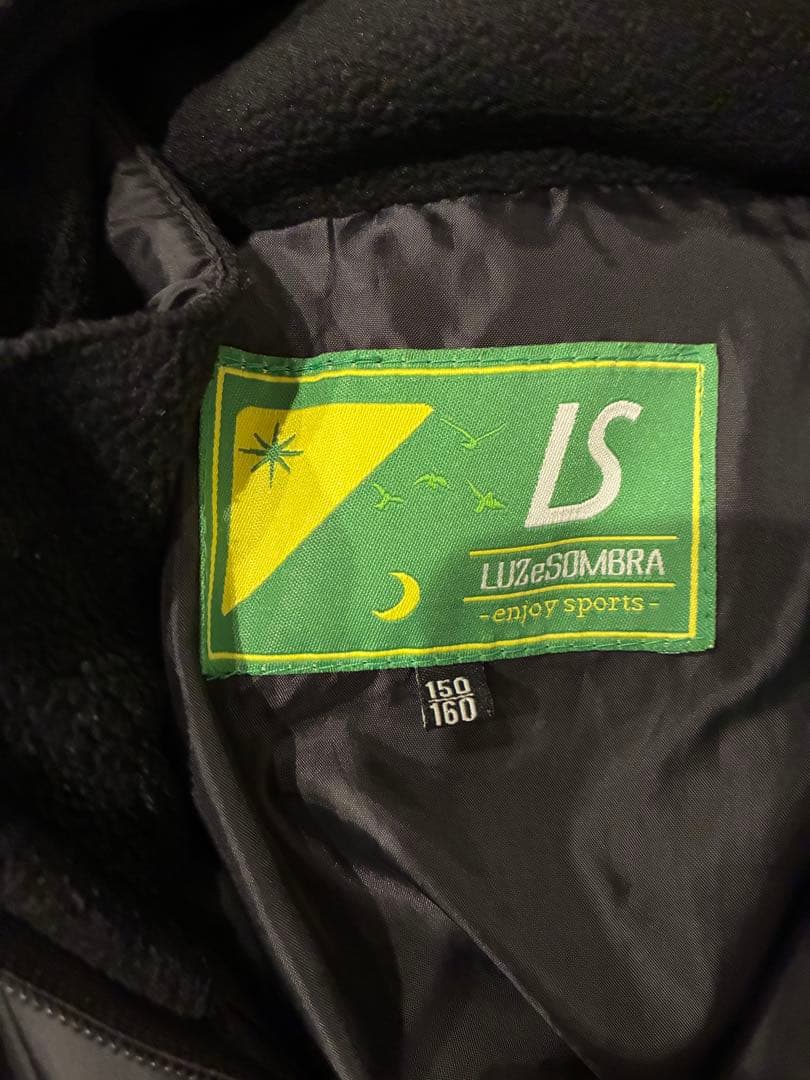 LS
LUZeSOMBRA
-enjoy sports-
150
160